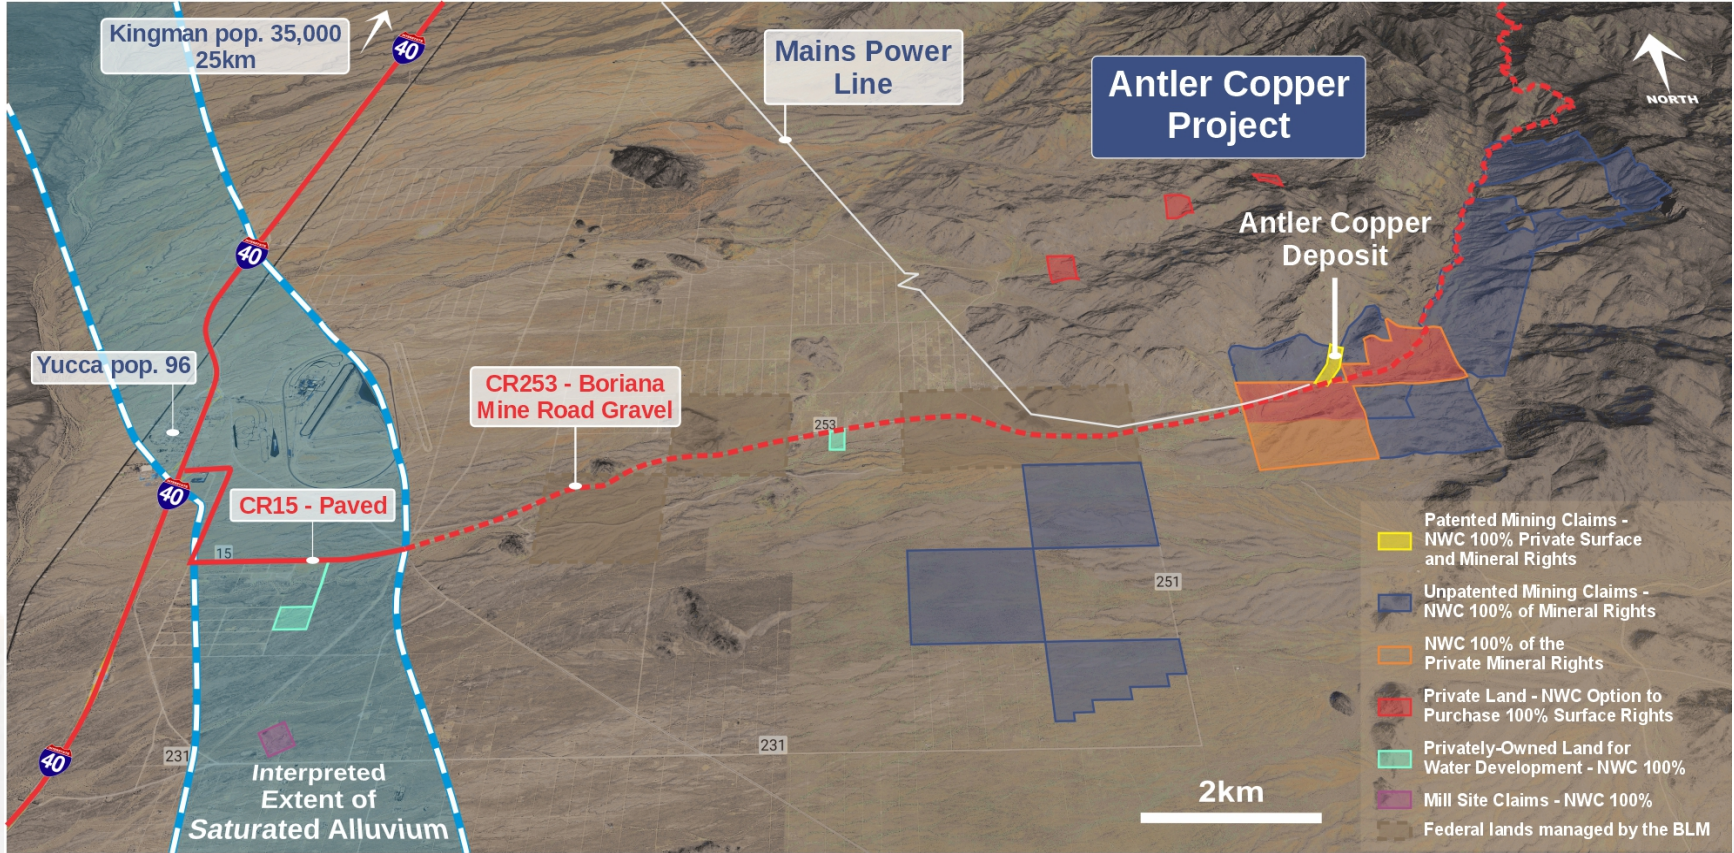 Kingman pop. 35,000
25km
40
Mains Power
Line
Antler Copper
Project
NORTH
Antler Copper
Deposit
40
Yucca pop. 96
CR253 - Boriana
Mine Road Gravel
253
40
CR15 - Paved
15
251
231
231
40
Interpreted
Extent of
Saturated Alluvium
2km
Patented Mining Claims -
NWC 100% Private Surface
and Mineral Rights
Unpatented Mining Claims -
NWC 100% of Mineral Rights
NWC 100% of the
Private Mineral Rights
Private Land - NWC Option to
Purchase 100% Surface Rights
Privately-Owned Land for
Water Development - NWC 100%
Mill Site Claims - NWC 100%
Federal lands managed by the BLM